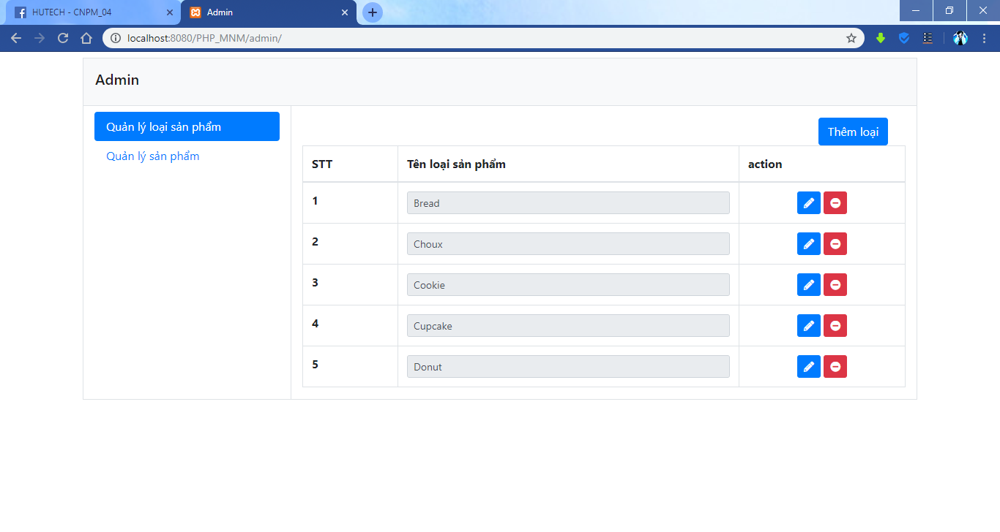 HUTECH - CNPM_04
Admin
localhost:8080/PHP_MNM/admin/
Admin
Quản lý loại sản phẩm
Quản lý sản phẩm
Thêm loại
STT Tên loại sản phẩm action
1 Bread
2 Choux
3 Cookie
4 Cupcake
5 Donut